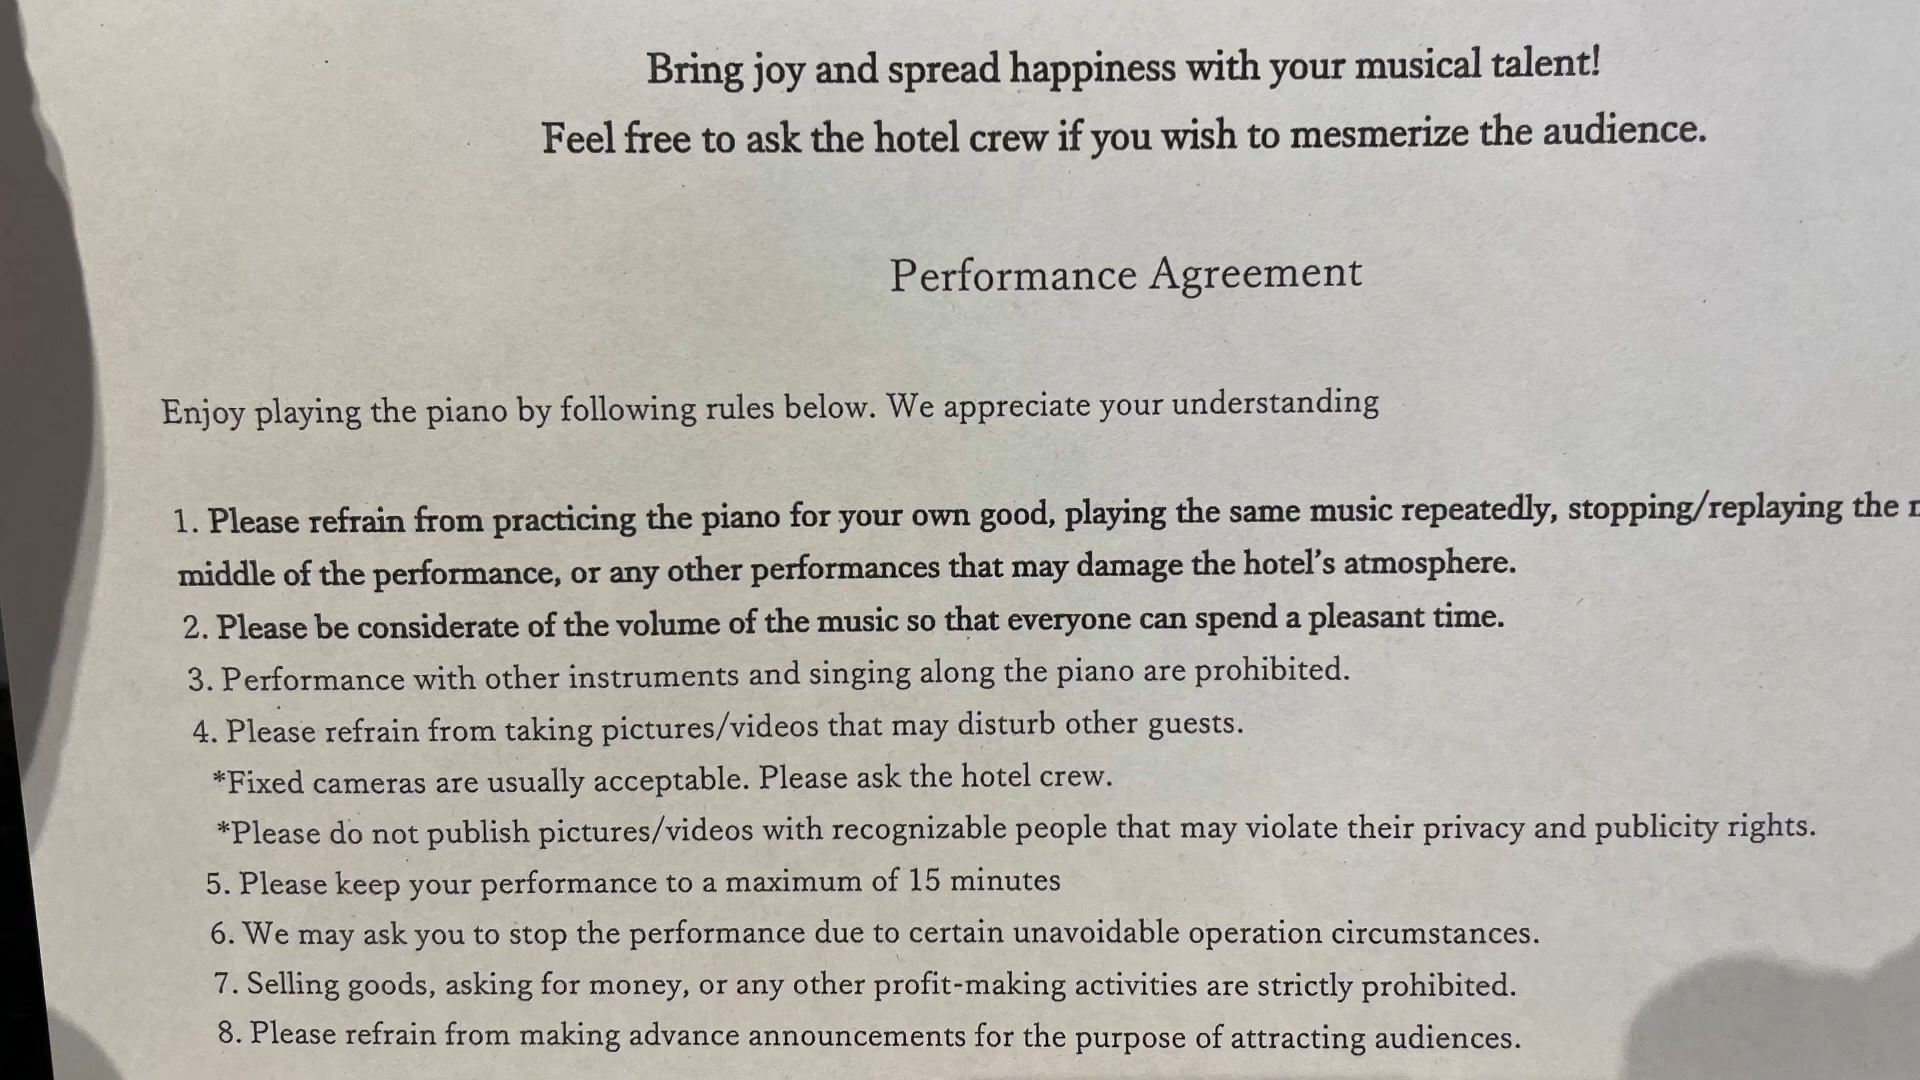 Bring joy and spread happiness with your musical talent!
Feel free to ask the hotel crew if you wish to mesmerize the audience.
Performance Agreement
Enjoy playing the piano by following rules below. We appreciate your understanding
1. Please refrain from practicing the piano for your own good, playing the same music repeatedly, stopping/replaying the
middle of the performance, or any other performances that may damage the hotel's atmosphere.
2. Please be considerate of the volume of the music so that everyone can spend a pleasant time.
3. Performance with other instruments and singing along the piano are prohibited.
4. Please refrain from taking pictures/videos that may disturb other guests.
*Fixed cameras are usually acceptable. Please ask the hotel crew.
*Please do not publish pictures/videos with recognizable people that may violate their privacy and publicity rights.
5. Please keep your performance to a maximum of 15 minutes
6. We may ask you to stop the performance due to certain unavoidable operation circumstances.
7. Selling goods, asking for money, or any other profit-making activities are strictly prohibited.
8. Please refrain from making advance announcements for the purpose of attracting audiences.